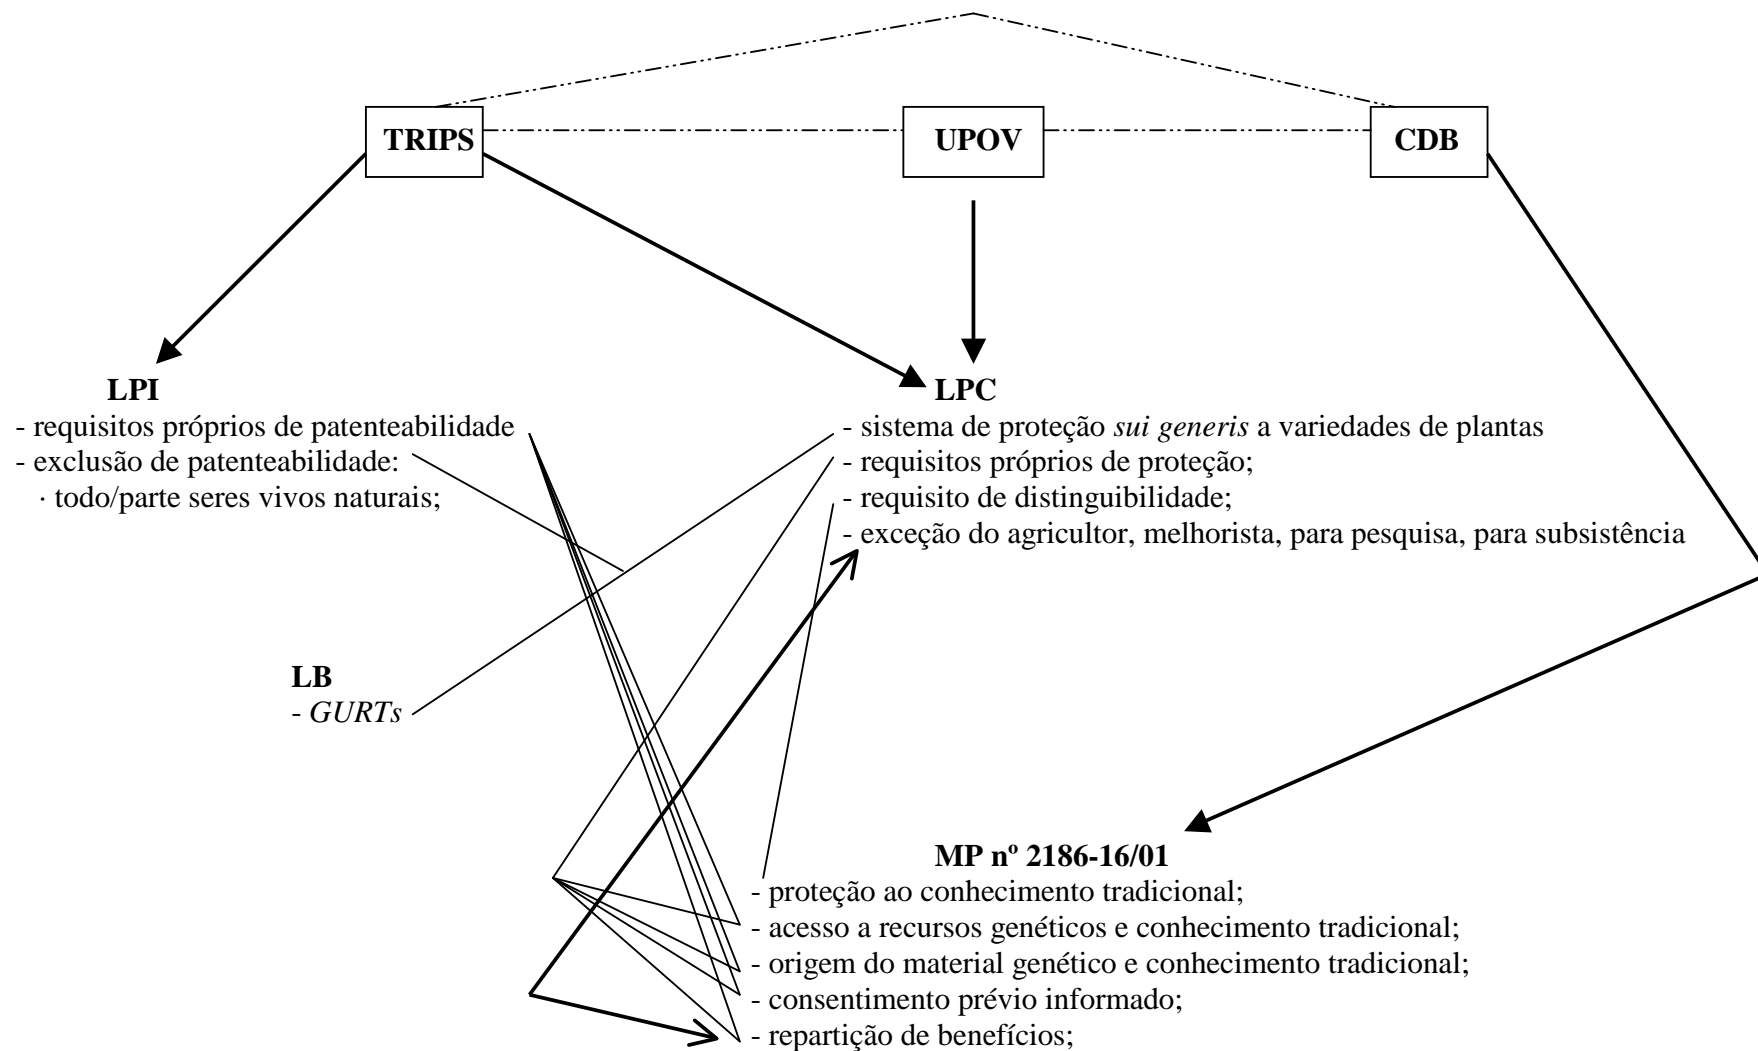 TRIPS
UPOV
CDB
LPI
- requisitos próprios de patenteabilidade
- exclusão de patenteabilidade:
· todo/parte seres vivos naturais;
LPC
- sistema de proteção sui generis a variedades de plantas
- requisitos próprios de proteção;
- requisito de distinguibilidade;
- exceção do agricultor, melhorista, para pesquisa, para subsistência
LB
- GURTs
MP nº 2186-16/01
- proteção ao conhecimento tradicional;
- acesso a recursos genéticos e conhecimento tradicional;
- origem do material genético e conhecimento tradicional;
- consentimento prévio informado;
- repartição de benefícios;